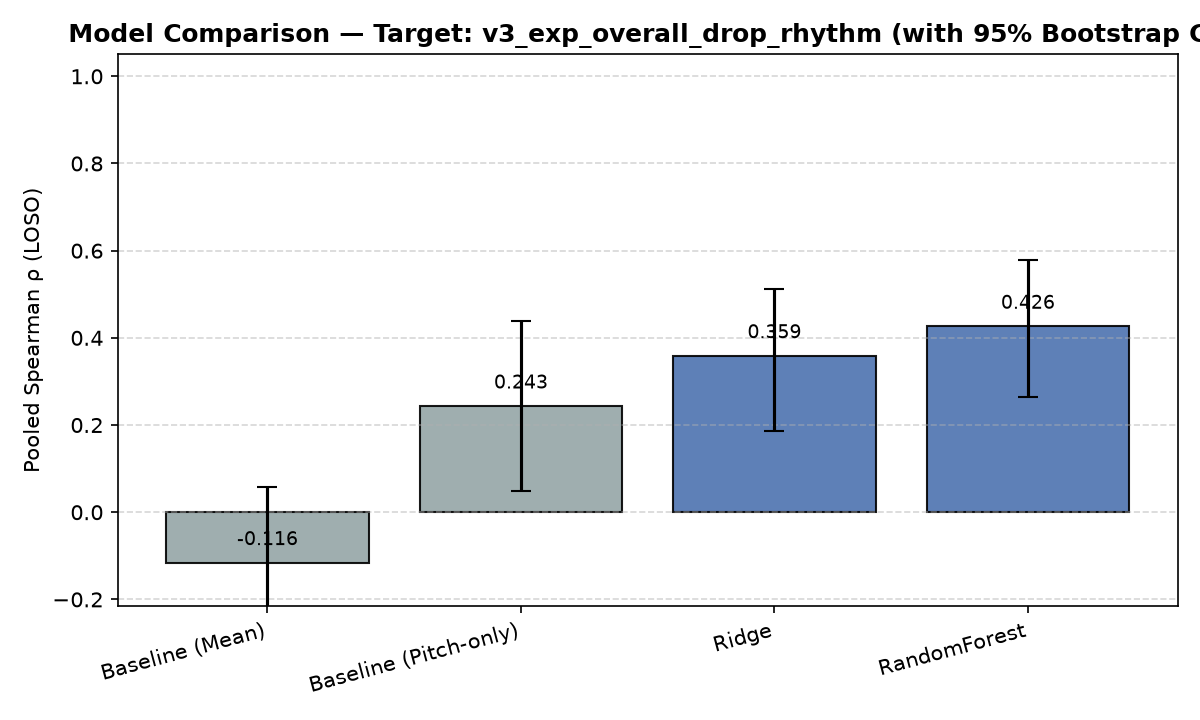 Model Comparison — Target: v3_exp_overall_drop_rhythm (with 95% Bootstrap
Pooled Spearman ρ (LOSO)
1.0
0.8
0.6
0.4
0.2
0.0
−0.2
-0.116
0.243
0.359
0.426
Baseline (Mean)
Baseline (Pitch-only)
Ridge
RandomForest